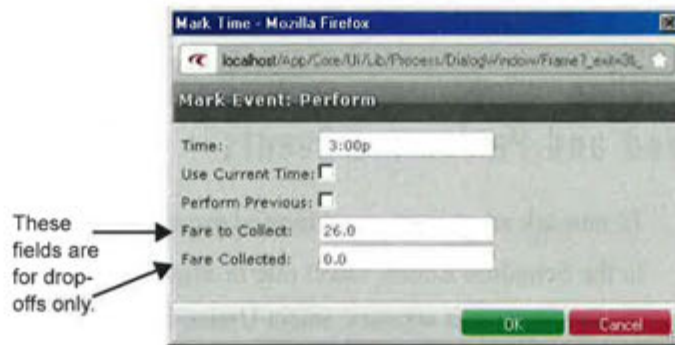 Mark Time - Mozilla Firefox
localhost/App/Core/UI/Lib/Process/DialogWindow/Frame?_exit=3&_
Mark Event: Perform
Time: 3:00p
Use Current Time:
Perform Previous:
Fare to Collect: 26.0
Fare Collected: 0.0
These
fields are
for drop-
offs only.
OK Cancel